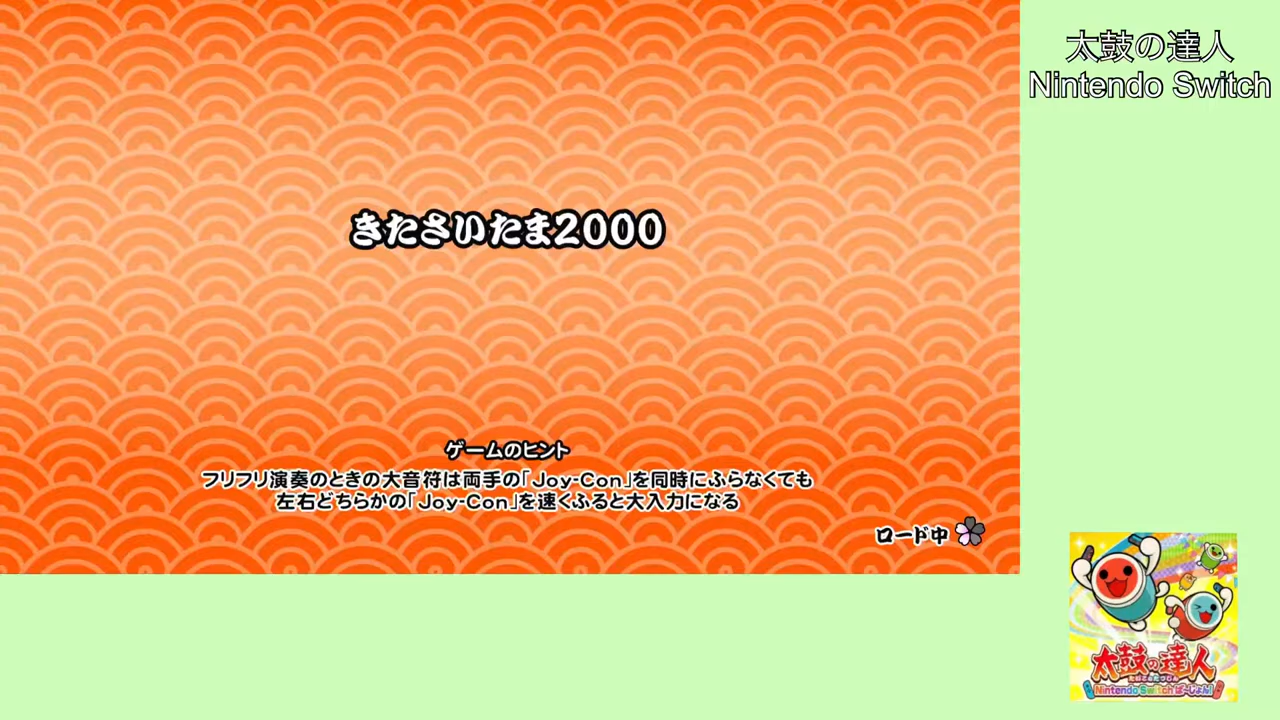 きたさいたま2000
ゲームのヒント
フリフリ演奏のときの大音符は両手の「Joy-Con」を同時にふらなくても
左右どちらかの「Joy-Con」を速くふると大入力になる
ロード中
太鼓の達人
Nintendo Switch
太鼓の達人
Nintendo Switchば～じょん!